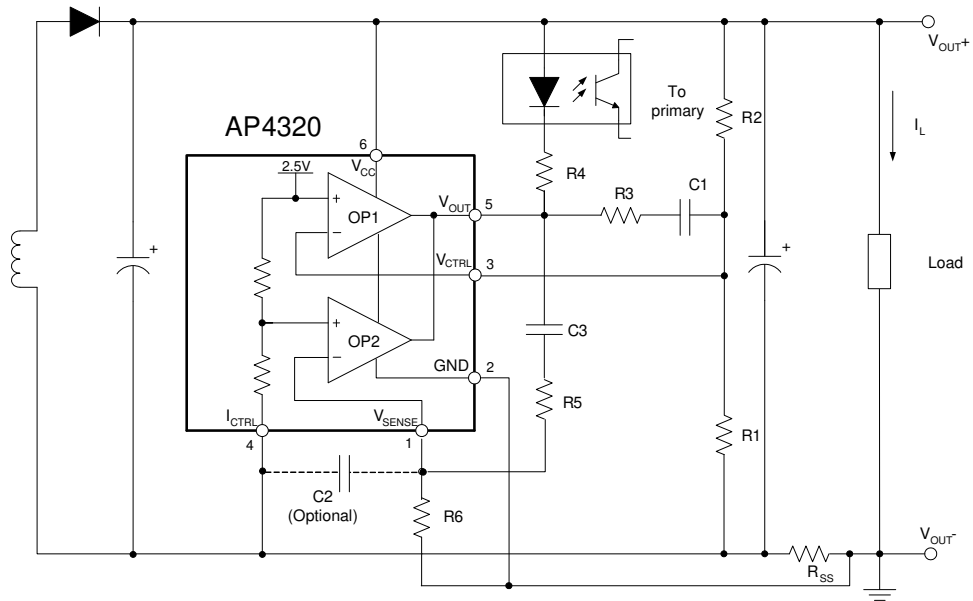 V_OUT+
To
primary
R2
I_L
AP4320
6
V_CC
2.5V
R4
R3
C1
+
OP1
−
V_OUT
5
+
+
V_CTRL
3
Load
C3
+
OP2
−
GND
2
R5
I_CTRL
V_SENSE
R1
4
1
C2
(Optional)
R6
V_OUT-
R_SS